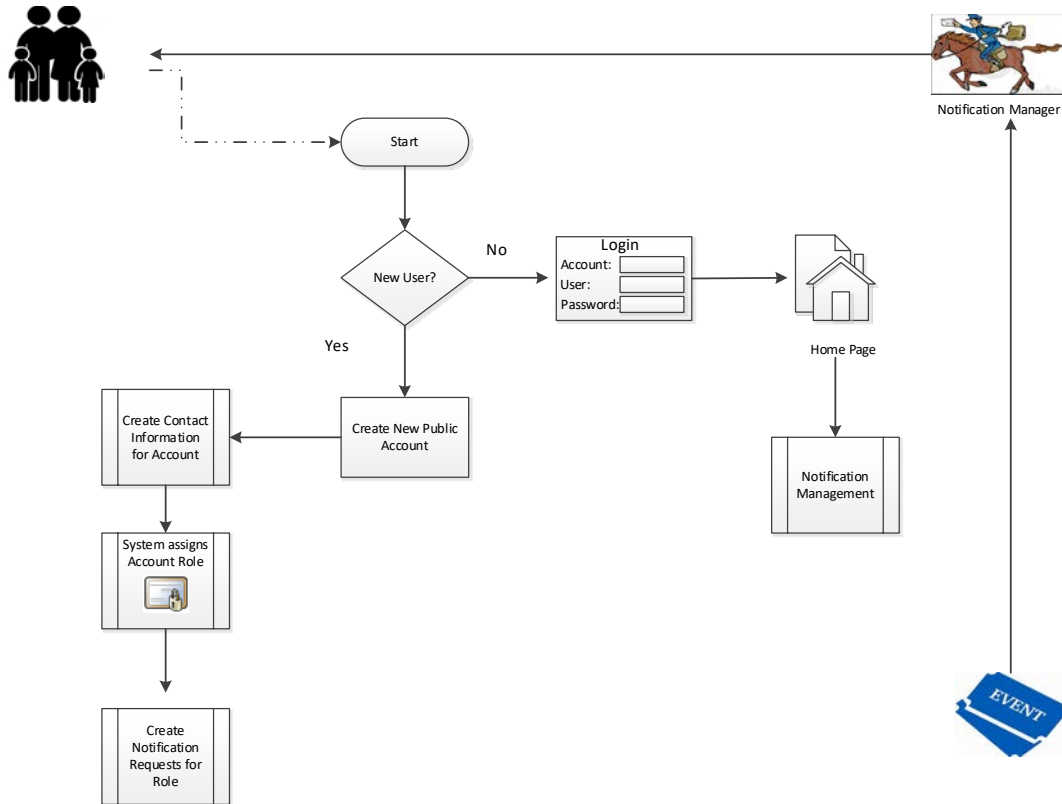 Notification Manager
Start
New User?
No
Login
Account:
User:
Password:
Home Page
Yes
Create New Public
Account
Create Contact
Information
for Account
Notification
Management
System assigns
Account Role
EVENT
Create
Notification
Requests for
Role